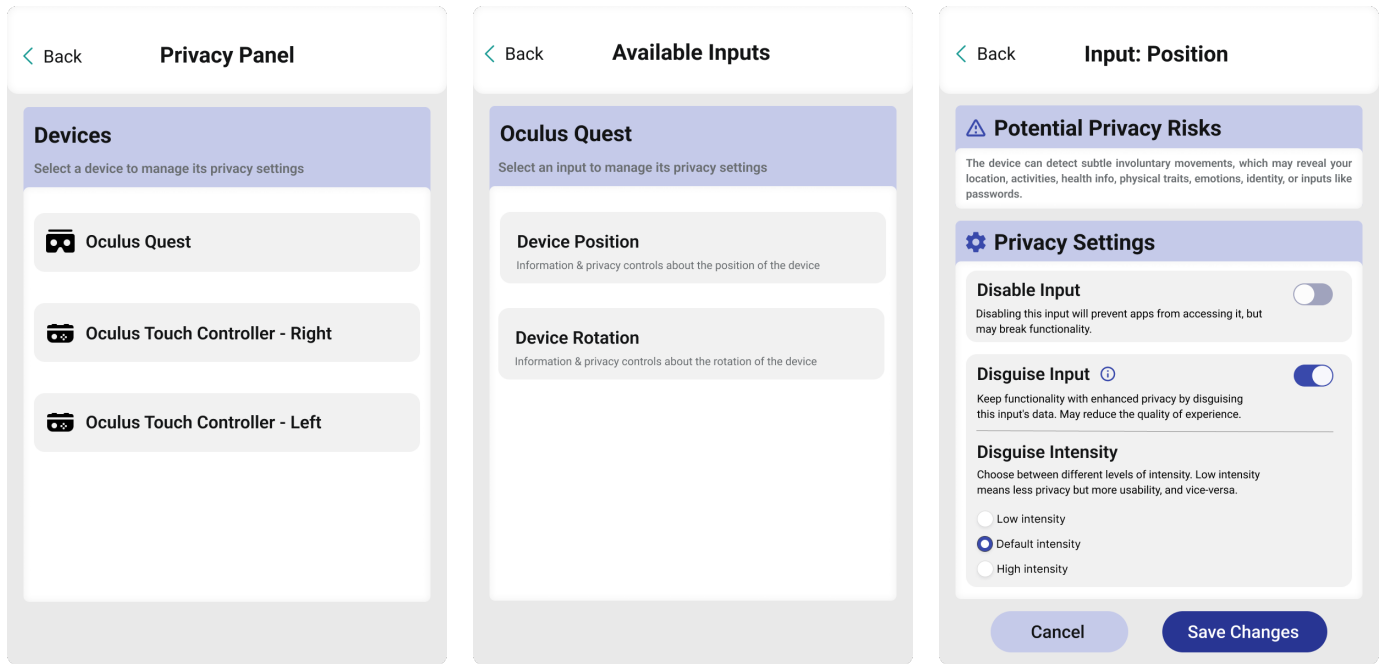 Back
Privacy Panel
Devices
Select a device to manage its privacy settings
Oculus Quest
Oculus Touch Controller - Right
Oculus Touch Controller - Left
Back
Available Inputs
Oculus Quest
Select an input to manage its privacy settings
Device Position
Information & privacy controls about the position of the device
Device Rotation
Information & privacy controls about the rotation of the device
Back
Input: Position
Potential Privacy Risks
The device can detect subtle involuntary movements, which may reveal your
location, activities, health info, physical traits, emotions, identity, or inputs like
passwords.
Privacy Settings
Disable Input
Disabling this input will prevent apps from accessing it, but
may break functionality.
Disguise Input
Keep functionality with enhanced privacy by disguising
this input's data. May reduce the quality of experience.
Disguise Intensity
Choose between different levels of intensity. Low intensity
means less privacy but more usability, and vice-versa.
Low intensity
Default intensity
High intensity
Cancel
Save Changes